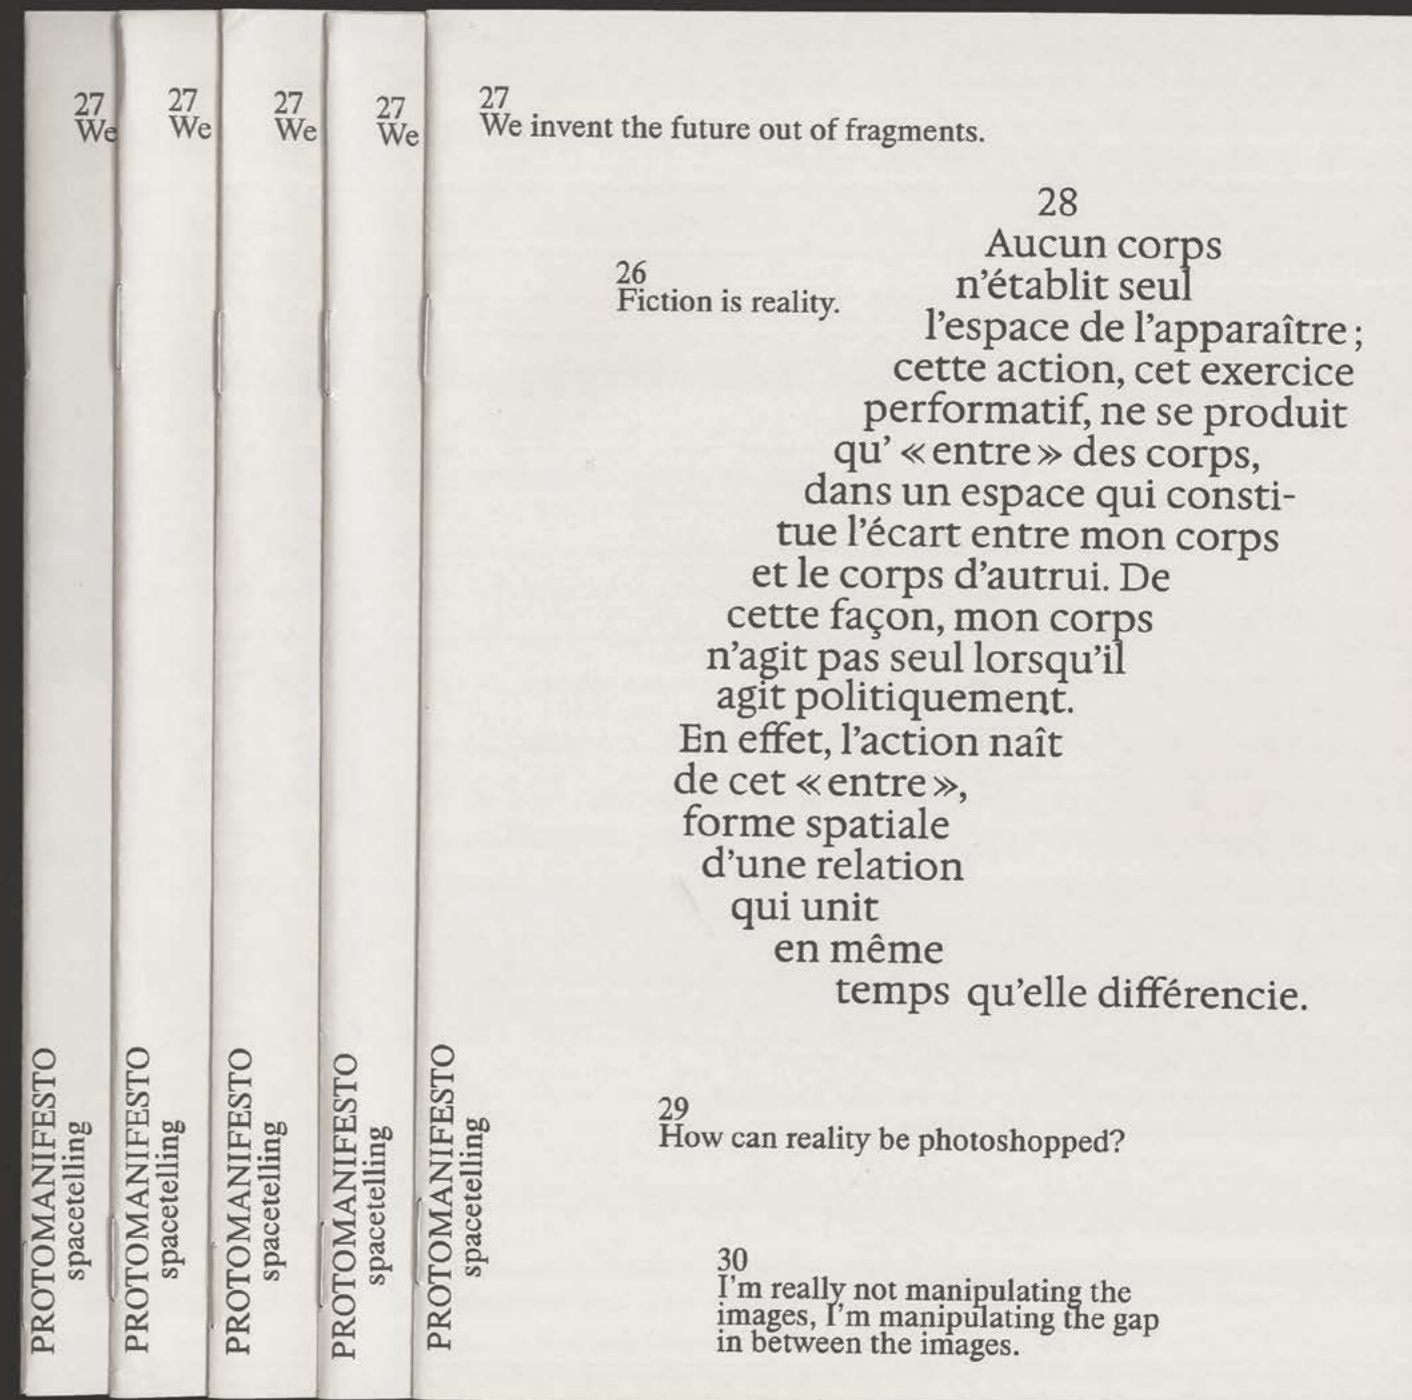 27
We
27
We
27
We
27
We
27
We invent the future out of fragments.
28
Aucun corps
n'établit seul
l'espace de l'apparaître ;
cette action, cet exercice
performatif, ne se produit
qu' « entre » des corps,
dans un espace qui consti-
tue l'écart entre mon corps
et le corps d'autrui. De
cette façon, mon corps
n'agit pas seul lorsqu'il
agit politiquement.
En effet, l'action naît
de cet « entre »,
forme spatiale
d'une relation
qui unit
en même
temps qu'elle différencie.
26
Fiction is reality.
29
How can reality be photoshopped?
30
I'm really not manipulating the
images, I'm manipulating the gap
in between the images.
PROTOMANIFESTO
spacetelling
PROTOMANIFESTO
spacetelling
PROTOMANIFESTO
spacetelling
PROTOMANIFESTO
spacetelling
PROTOMANIFESTO
spacetelling